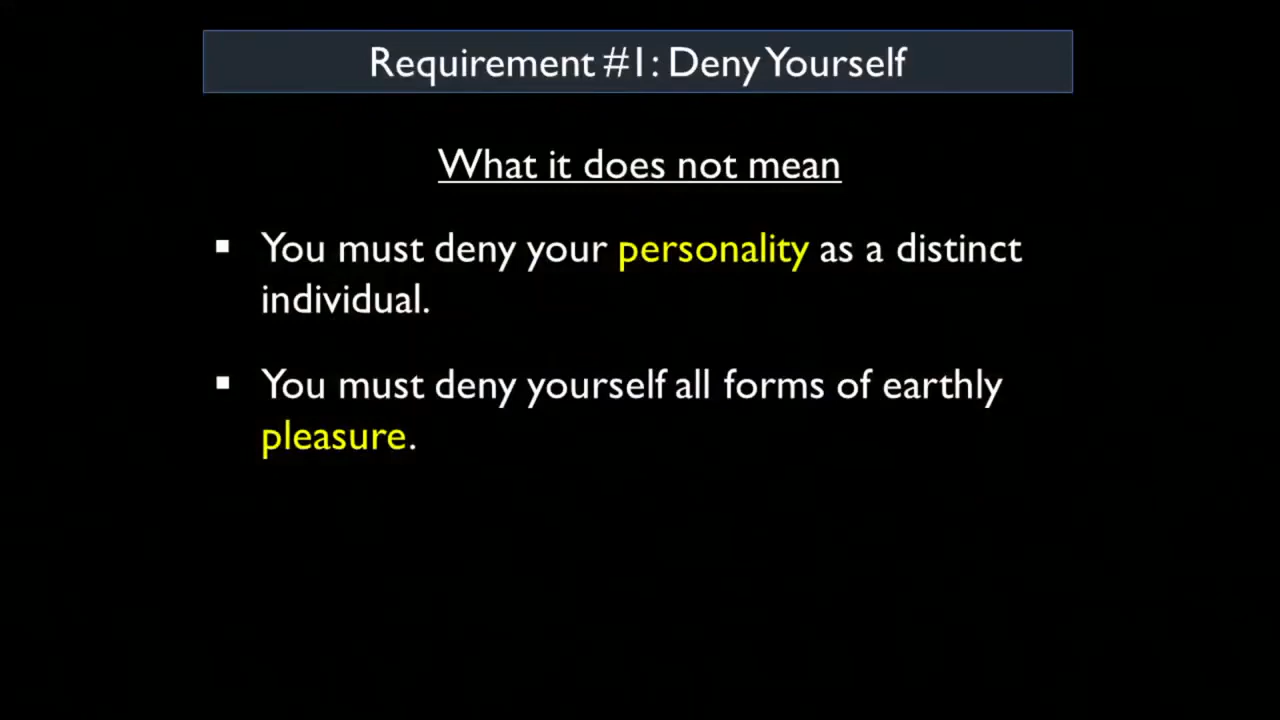 Requirement #1: Deny Yourself
What it does not mean
▪ You must deny your personality as a distinct
individual.
▪ You must deny yourself all forms of earthly
pleasure.